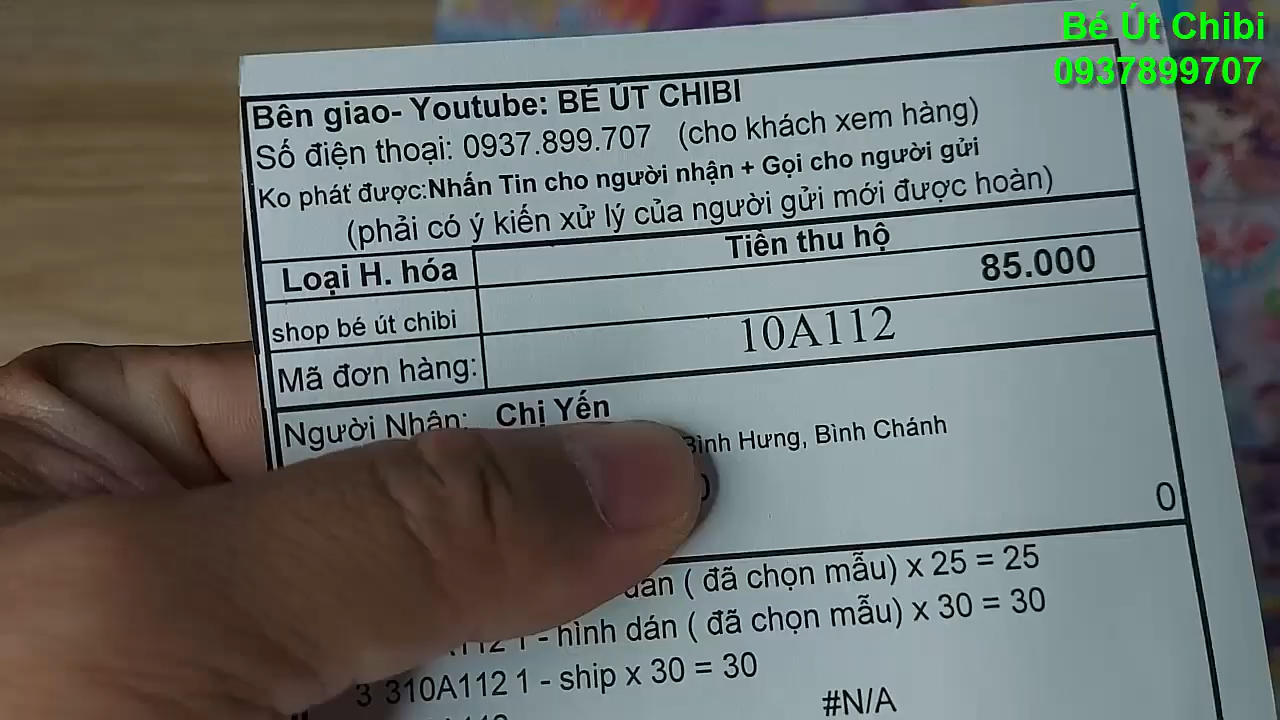 Bé Út Chibi
0937899707
Bên giao- Youtube: BÉ ÚT CHIBI
Số điện thoại: 0937.899.707 (cho khách xem hàng)
Ko phát được:Nhấn Tin cho người nhận + Gọi cho người gửi
(phải có ý kiến xử lý của người gửi mới được hoàn)
Loại H. hóa Tiền thu hộ
shop bé út chibi 85.000
Mã đơn hàng: 10A112
Người Nhận: Chị Yến
Bình Hưng, Bình Chánh
0
dán ( đã chọn mẫu) x 25 = 25
1 - hình dán ( đã chọn mẫu) x 30 = 30
3 310A112 1 - ship x 30 = 30
#N/A